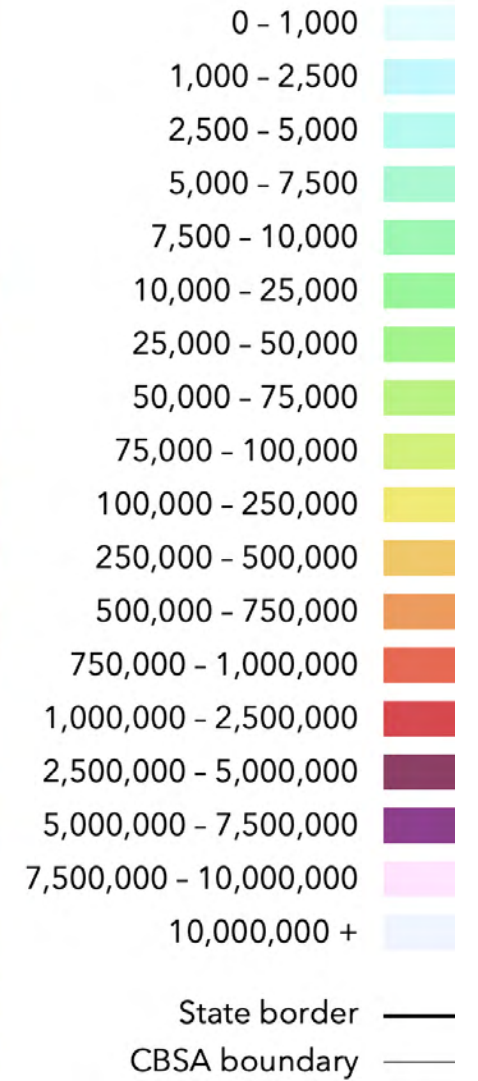 0 – 1,000
1,000 – 2,500
2,500 – 5,000
5,000 – 7,500
7,500 – 10,000
10,000 – 25,000
25,000 – 50,000
50,000 – 75,000
75,000 – 100,000
100,000 – 250,000
250,000 – 500,000
500,000 – 750,000
750,000 – 1,000,000
1,000,000 – 2,500,000
2,500,000 – 5,000,000
5,000,000 – 7,500,000
7,500,000 – 10,000,000
10,000,000 +
State border
CBSA boundary